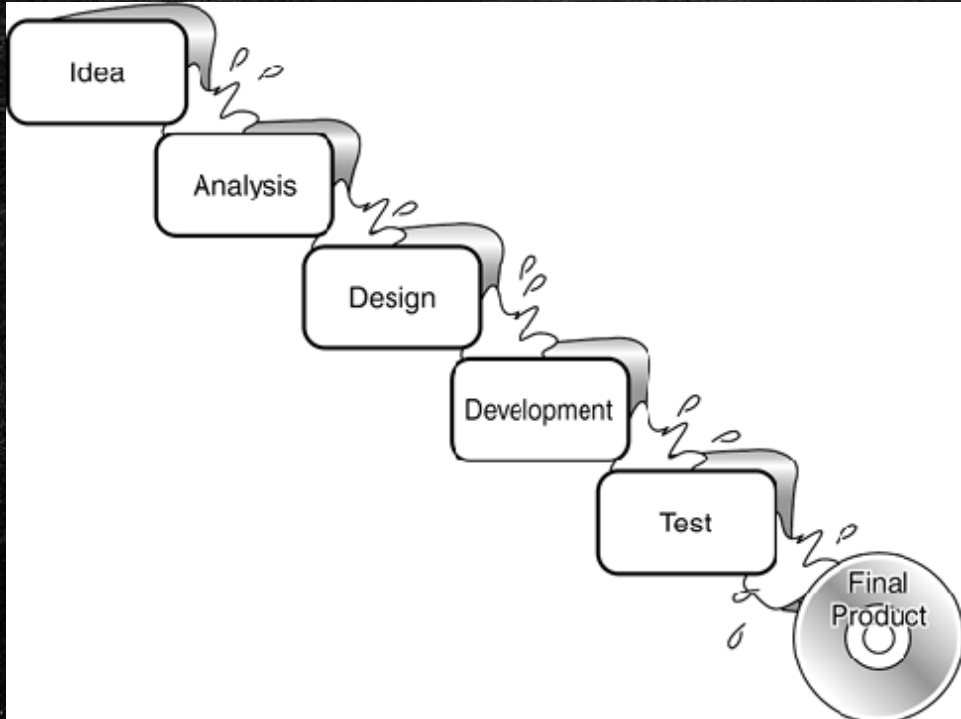 Idea
Analysis
Design
Development
Test
Final
Product